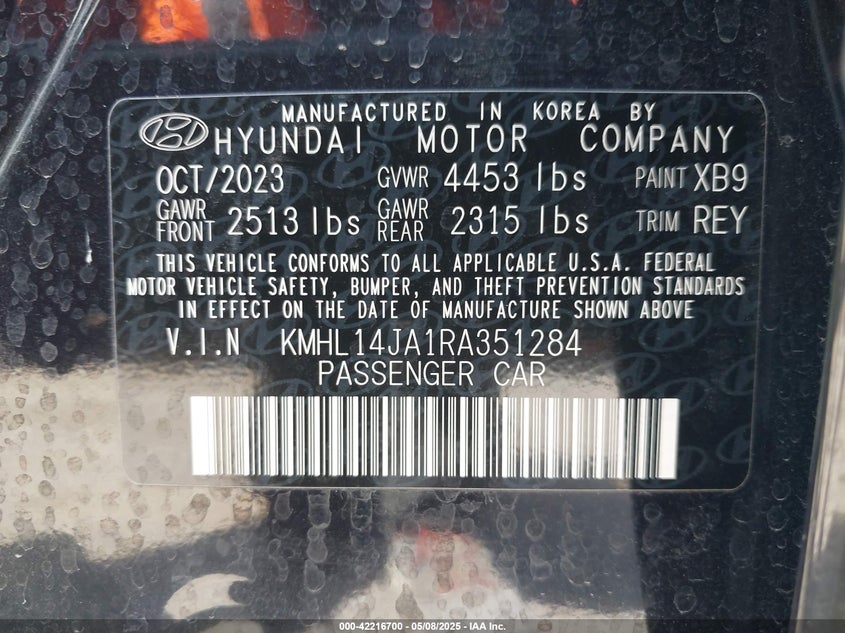 MANUFACTURED IN KOREA BY
HYUNDAI MOTOR COMPANY
OCT/2023 GVWR 4453 lbs PAINT XB9
GAWR FRONT 2513 lbs GAWR REAR 2315 lbs TRIM REY
THIS VEHICLE CONFORMS TO ALL APPLICABLE U.S.A. FEDERAL
MOTOR VEHICLE SAFETY, BUMPER, AND THEFT PREVENTION STANDARDS
IN EFFECT ON THE DATE OF MANUFACTURE SHOWN ABOVE
V.I.N KMHL14JA1RA351284
PASSENGER CAR
000-42216700 - 05/08/2025 - IAA Inc.